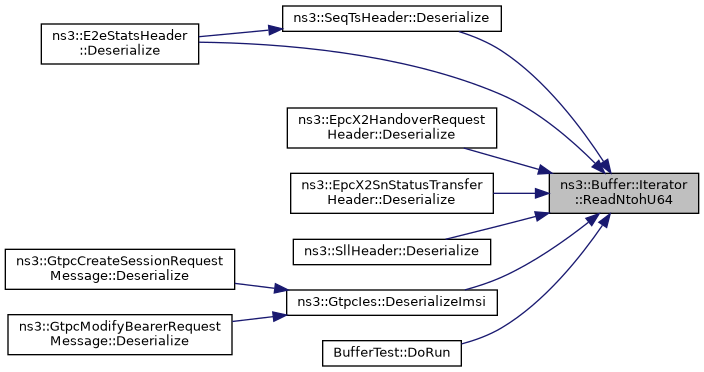 ns3::SeqTsHeader::Deserialize
ns3::E2eStatsHeader
::Deserialize
ns3::EpcX2HandoverRequest
Header::Deserialize
ns3::EpcX2SnStatusTransfer
Header::Deserialize
ns3::Buffer::Iterator
::ReadNtohU64
ns3::SllHeader::Deserialize
ns3::GtpcCreateSessionRequest
Message::Deserialize
ns3::GtpcIes::DeserializeImsi
ns3::GtpcModifyBearerRequest
Message::Deserialize
BufferTest::DoRun